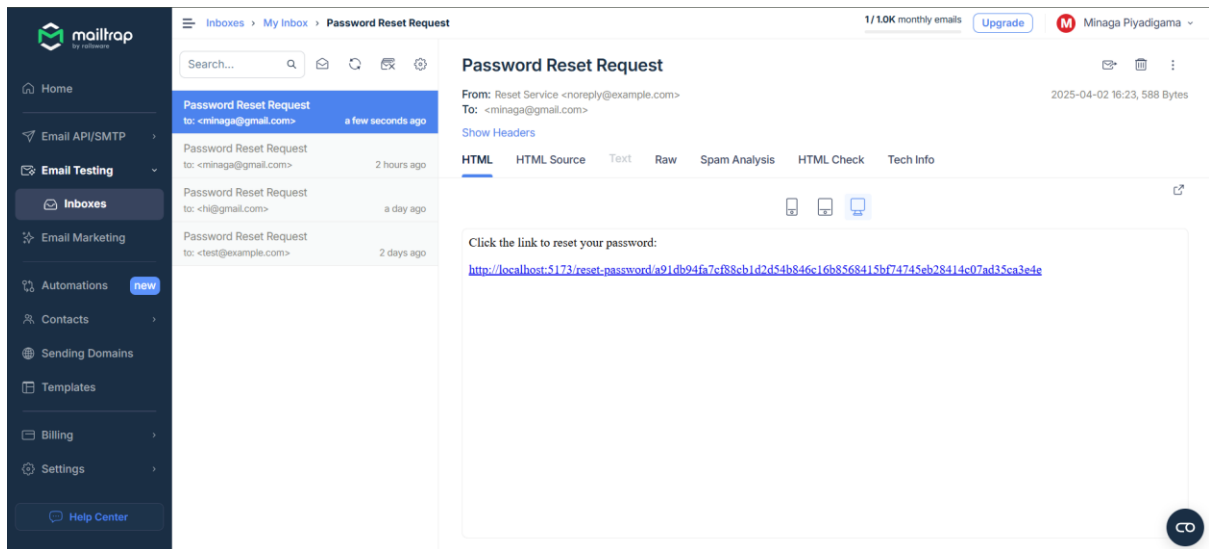 mailtrap
by railsware
Home
Email API/SMTP
Email Testing
Inboxes
Email Marketing
Automations new
Contacts
Sending Domains
Templates
Billing
Settings
Help Center
Inboxes › My Inbox › Password Reset Request
1 / 1.0K monthly emails Upgrade M Minaga Piyadigama
Search...
Password Reset Request
to: <minaga@gmail.com> a few seconds ago
Password Reset Request
to: <minaga@gmail.com> 2 hours ago
Password Reset Request
to: <hi@gmail.com> a day ago
Password Reset Request
to: <test@example.com> 2 days ago
Password Reset Request
From: Reset Service <noreply@example.com> 2025-04-02 16:23, 588 Bytes
To: <minaga@gmail.com>
Show Headers
HTML HTML Source Text Raw Spam Analysis HTML Check Tech Info
Click the link to reset your password:
http://localhost:5173/reset-password/a91db94fa7cf88cb1d2d54b846c16b8568415bf74745eb28414c07ad35ca3e4e